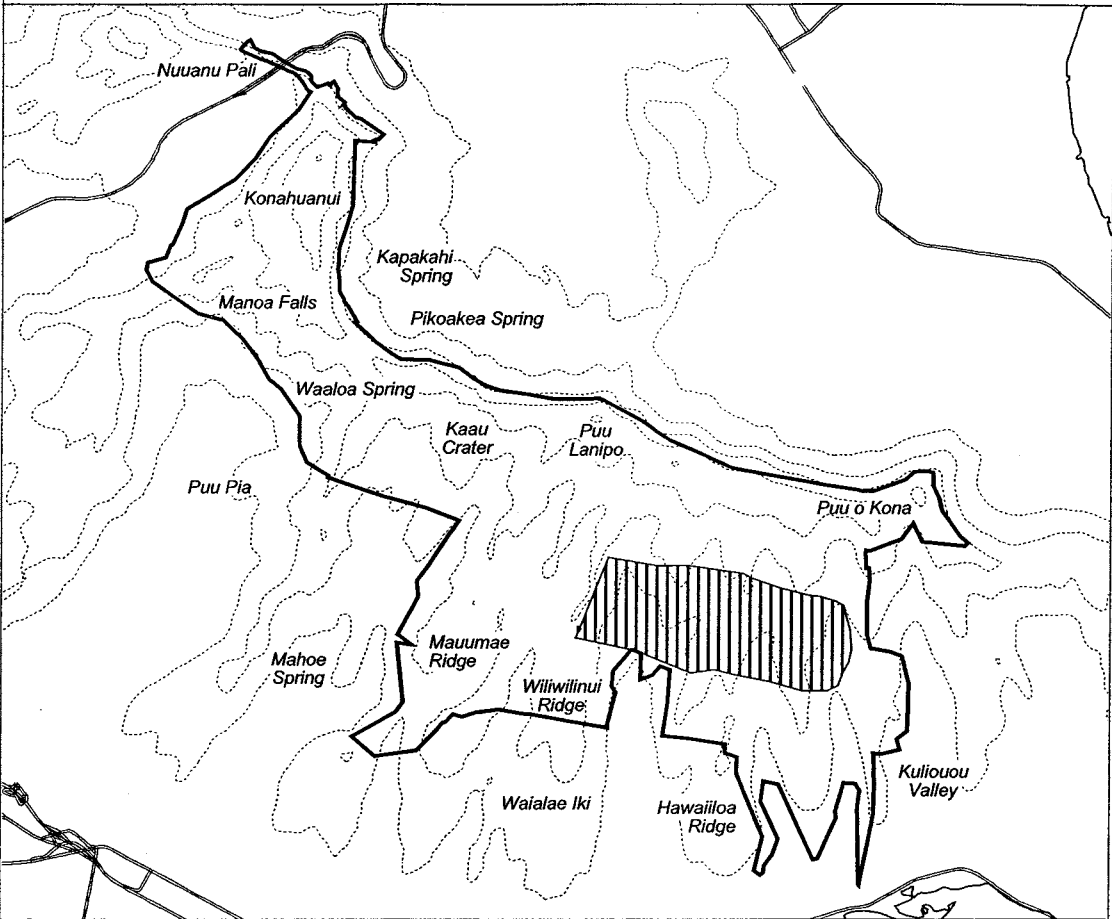 Nuuanu Pali
Konahuanui
Kapakahi
Spring
Manoa Falls
Pikoakea Spring
Waaloa Spring
Kaau
Crater
Puu
Lanipo
Puu Pia
Puu o Kona
Mauumae
Ridge
Mahoe
Spring
Wiliwilinui
Ridge
Kuliouou
Valley
Waialae Iki
Hawaiiloa
Ridge